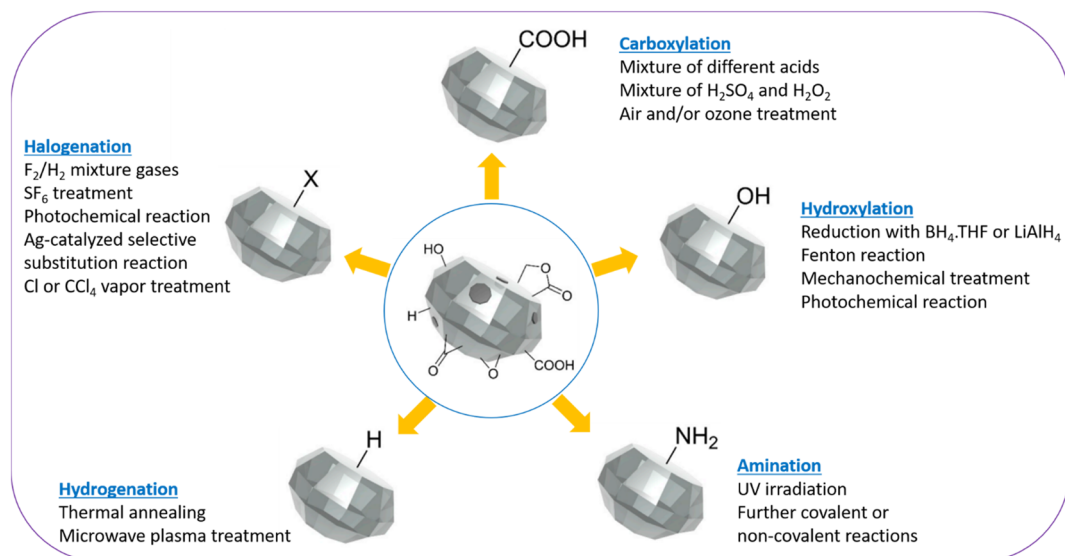 COOH
Carboxylation
Mixture of different acids
Mixture of H₂SO₄ and H₂O₂
Air and/or ozone treatment
Halogenation
F₂/H₂ mixture gases
SF₆ treatment
Photochemical reaction
Ag-catalyzed selective
substitution reaction
Cl or CCl₄ vapor treatment
X
OH
Hydroxylation
Reduction with BH₄.THF or LiAlH₄
Fenton reaction
Mechanochemical treatment
Photochemical reaction
HO
O
O
H
O
O
COOH
H
Hydrogenation
Thermal annealing
Microwave plasma treatment
NH₂
Amination
UV irradiation
Further covalent or
non-covalent reactions